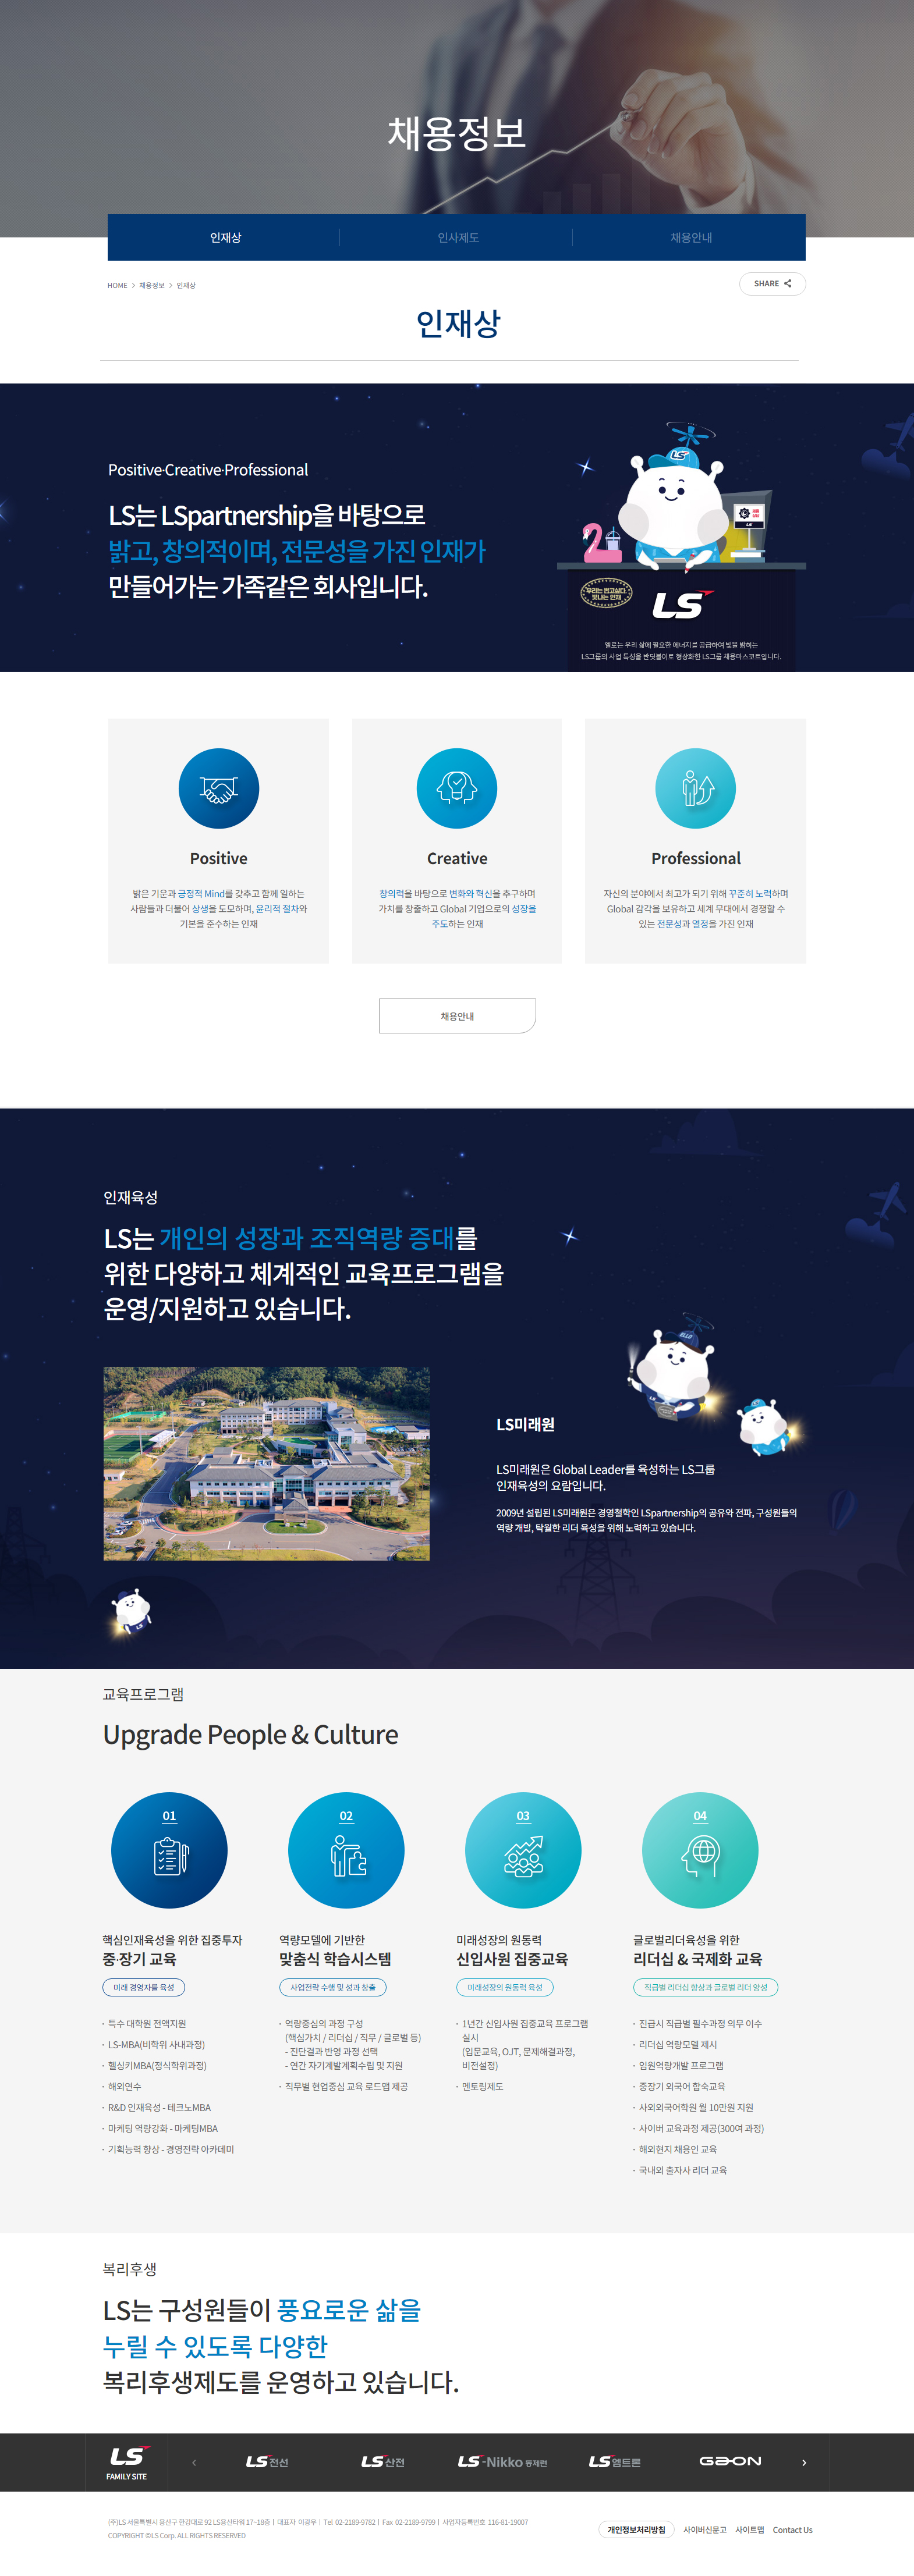 채용정보
인재상
인사제도
채용안내
HOME > 채용정보 > 인재상
SHARE
인재상
Positive·Creative·Professional
LS는 LSpartnership을 바탕으로
밝고, 창의적이며, 전문성을 가진 인재가
만들어가는 가족같은 회사입니다.
LS
LS
우리는 밝고싶다.
빛나는 인재
LS
엘로는 우리 삶에 필요한 에너지를 공급하여 빛을 밝히는
LS그룹의 사업 특성을 반딧불이로 형상화한 LS그룹 채용마스코트입니다.
Positive
밝은 기운과 긍정적 Mind를 갖추고 함께 일하는
사람들과 더불어 상생을 도모하며, 윤리적 절차와
기본을 준수하는 인재
Creative
창의력을 바탕으로 변화와 혁신을 추구하며
가치를 창출하고 Global 기업으로의 성장을
주도하는 인재
Professional
자신의 분야에서 최고가 되기 위해 꾸준히 노력하며
Global 감각을 보유하고 세계 무대에서 경쟁할 수
있는 전문성과 열정을 가진 인재
채용안내
인재육성
LS는 개인의 성장과 조직역량 증대를
위한 다양하고 체계적인 교육프로그램을
운영/지원하고 있습니다.
ELLO
LS미래원
LS미래원은 Global Leader를 육성하는 LS그룹
인재육성의 요람입니다.
2009년 설립된 LS미래원은 경영철학인 LSpartnership의 공유와 전파, 구성원들의
역량 개발, 탁월한 리더 육성을 위해 노력하고 있습니다.
LS
교육프로그램
Upgrade People & Culture
01
핵심인재육성을 위한 집중투자
중·장기 교육
미래 경영자를 육성
· 특수 대학원 전액지원
· LS-MBA(비학위 사내과정)
· 헬싱키MBA(정식학위과정)
· 해외연수
· R&D 인재육성 - 테크노MBA
· 마케팅 역량강화 - 마케팅MBA
· 기획능력 향상 - 경영전략 아카데미
02
역량모델에 기반한
맞춤식 학습시스템
사업전략 수행 및 성과 창출
· 역량중심의 과정 구성
(핵심가치 / 리더십 / 직무 / 글로벌 등)
- 진단결과 반영 과정 선택
- 연간 자기계발계획수립 및 지원
· 직무별 현업중심 교육 로드맵 제공
03
미래성장의 원동력
신입사원 집중교육
미래성장의 원동력 육성
· 1년간 신입사원 집중교육 프로그램
실시
(입문교육, OJT, 문제해결과정,
비전설정)
· 멘토링제도
04
글로벌리더육성을 위한
리더십 & 국제화 교육
직급별 리더십 향상과 글로벌 리더 양성
· 진급시 직급별 필수과정 의무 이수
· 리더십 역량모델 제시
· 임원역량개발 프로그램
· 중장기 외국어 합숙교육
· 사외외국어학원 월 10만원 지원
· 사이버 교육과정 제공(300여 과정)
· 해외현지 채용인 교육
· 국내외 출자사 리더 교육
복리후생
LS는 구성원들이 풍요로운 삶을
누릴 수 있도록 다양한
복리후생제도를 운영하고 있습니다.
LS
FAMILY SITE
LS전선
LS산전
LS-Nikko 동제련
LS엠트론
GAON
(주)LS 서울특별시 용산구 한강대로 92 LS용산타워 17~18층 | 대표자 이광우 | Tel 02-2189-9782 | Fax 02-2189-9799 | 사업자등록번호 116-81-19007
COPYRIGHT ©LS Corp. ALL RIGHTS RESERVED
개인정보처리방침
사이버신문고
사이트맵
Contact Us